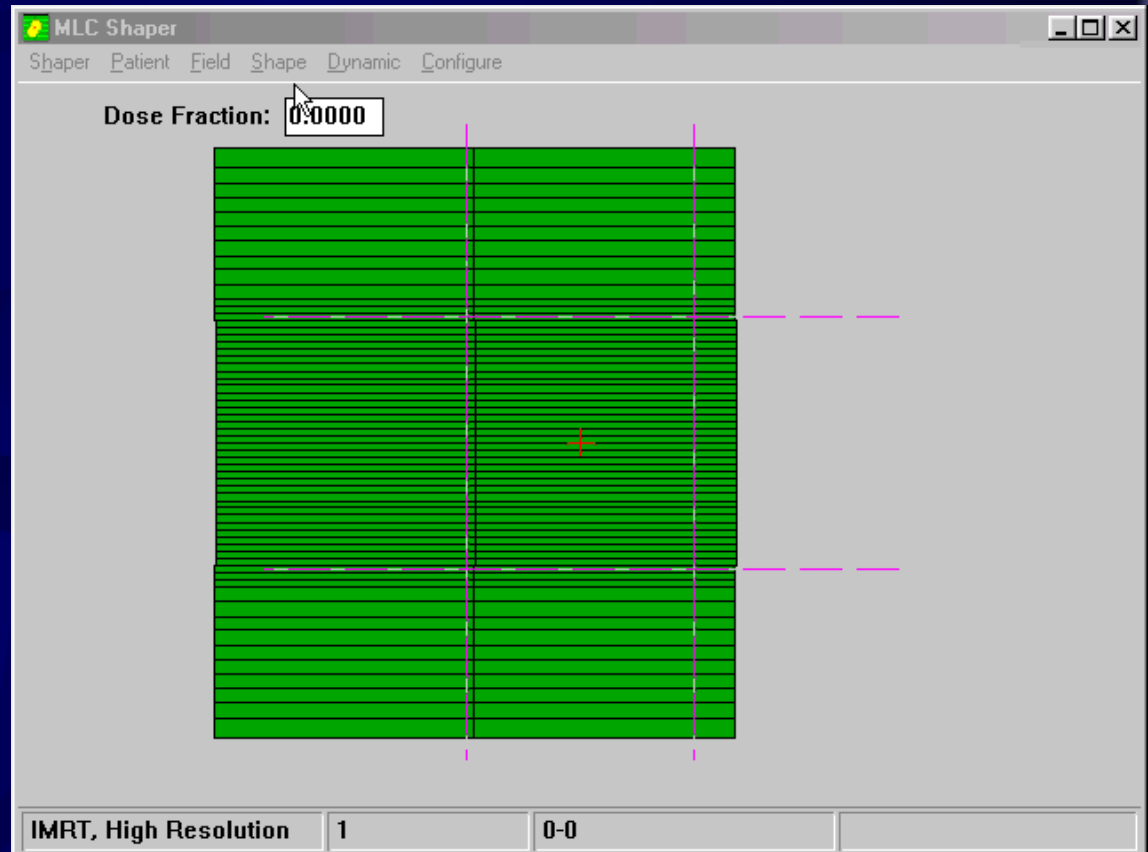 MLC Shaper
Shaper Patient Field Shape Dynamic Configure
Dose Fraction: 0.0000
IMRT, High Resolution 1 0-0